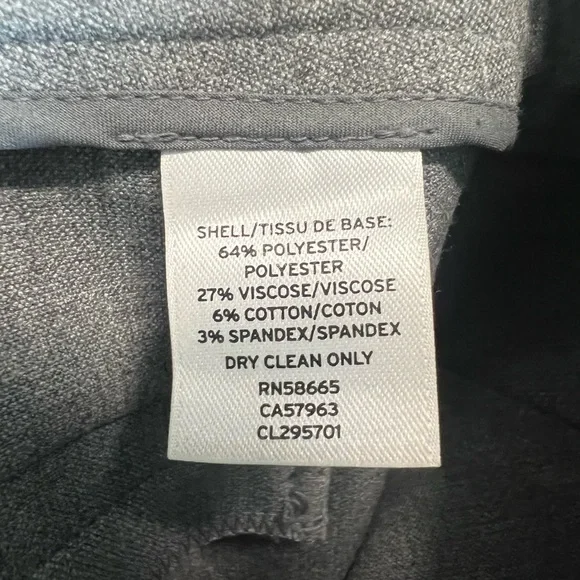 SHELL/TISSU DE BASE:
64% POLYESTER/
POLYESTER
27% VISCOSE/VISCOSE
6% COTTON/COTON
3% SPANDEX/SPANDEX
DRY CLEAN ONLY
RN58665
CA57963
CL295701